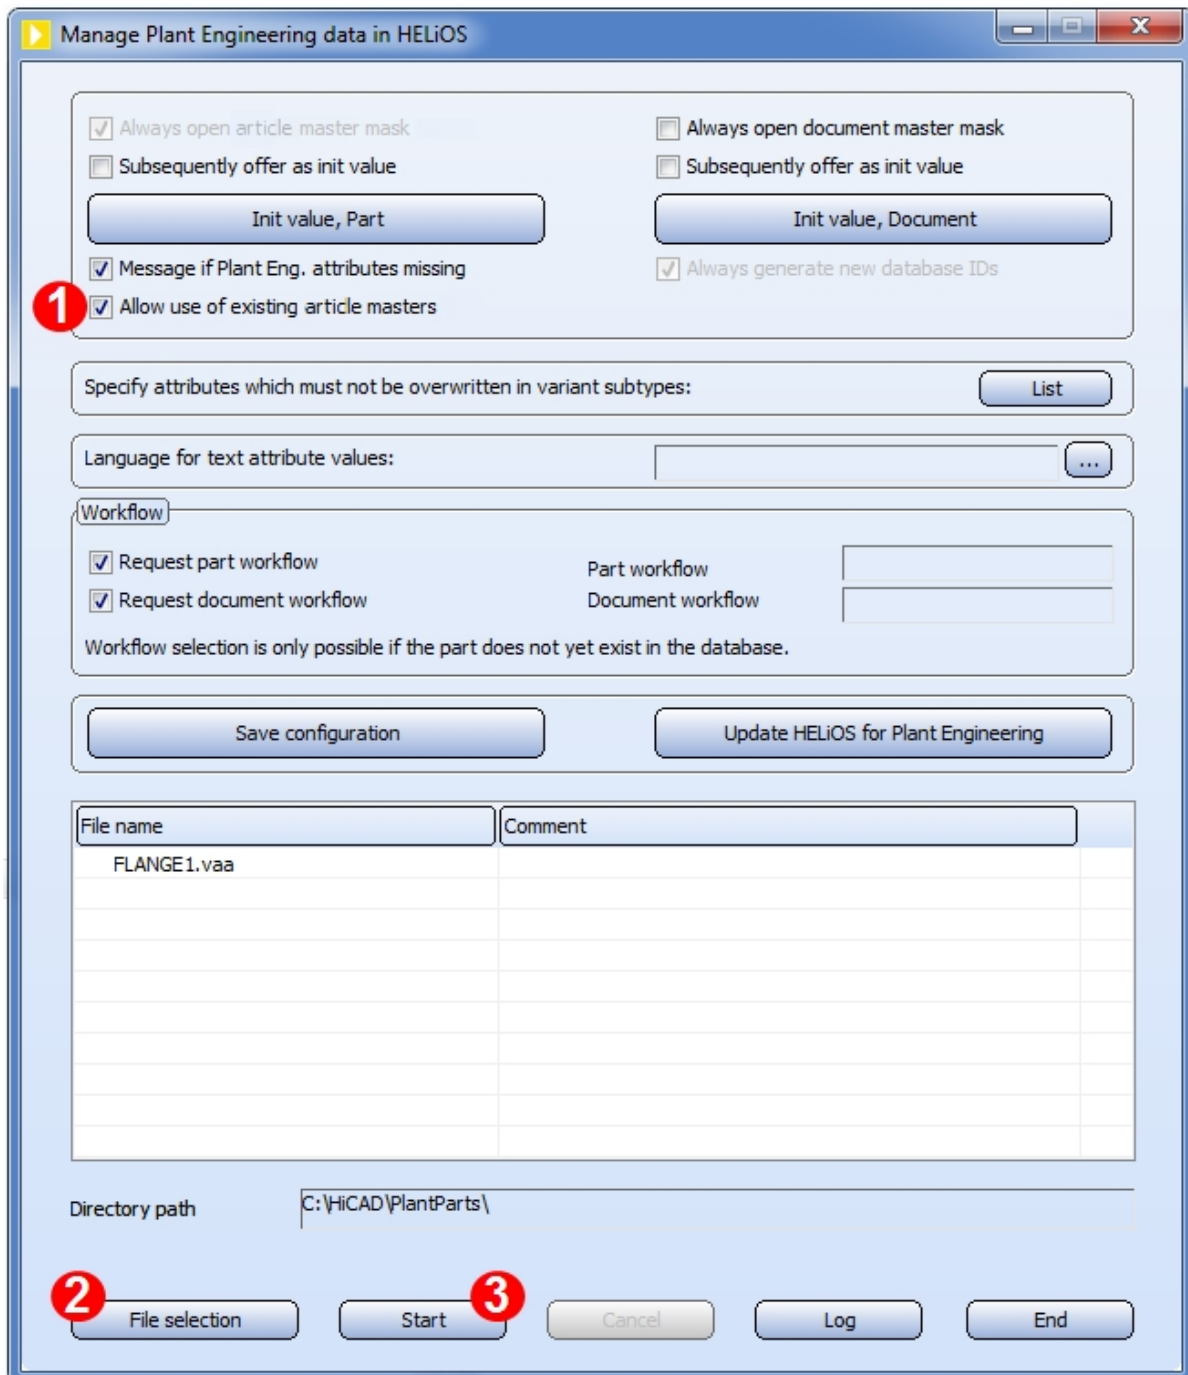 Manage Plant Engineering data in HELiOS
Always open article master mask
Always open document master mask
Subsequently offer as init value
Subsequently offer as init value
Init value, Part
Init value, Document
Message if Plant Eng. attributes missing
Always generate new database IDs
1
Allow use of existing article masters
Specify attributes which must not be overwritten in variant subtypes:
List
Language for text attribute values:
...
Workflow
Request part workflow
Part workflow
Request document workflow
Document workflow
Workflow selection is only possible if the part does not yet exist in the database.
Save configuration
Update HELiOS for Plant Engineering
File name
Comment
FLANGE1.vaa
Directory path
C:\HiCAD\PlantParts\
2
File selection
Start
3
Cancel
Log
End